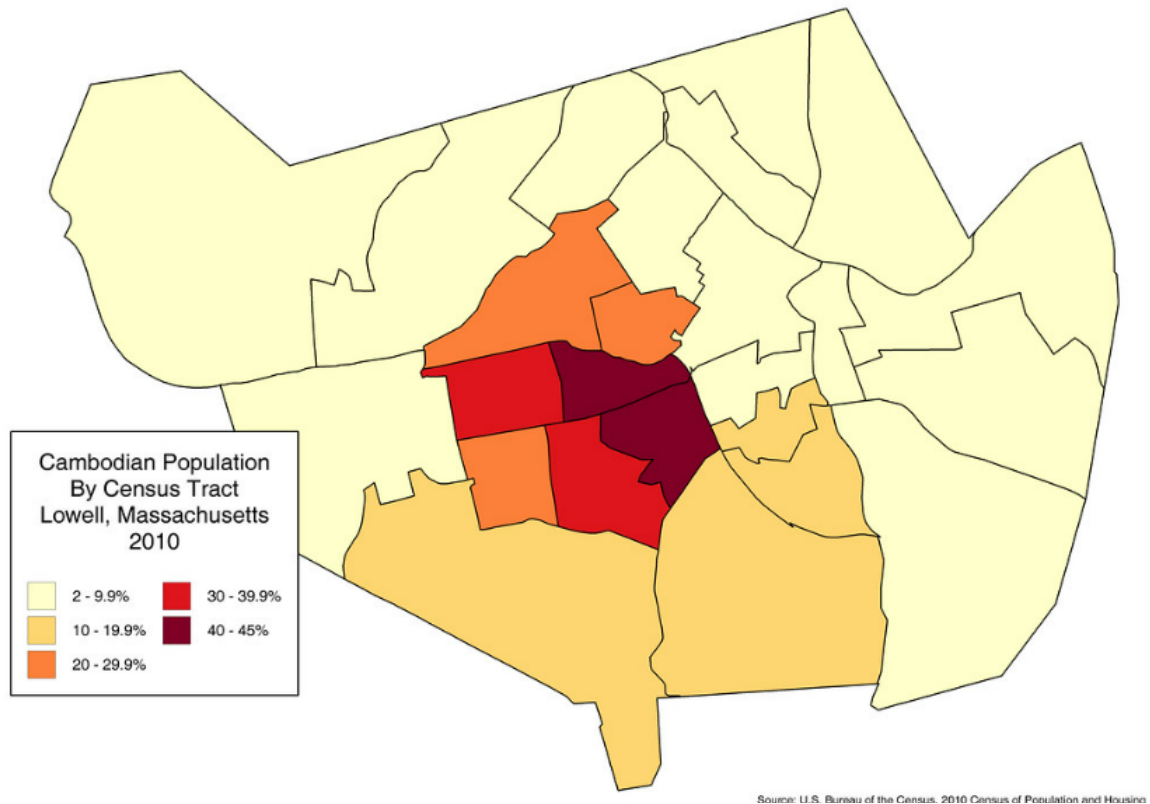 Cambodian Population
By Census Tract
Lowell, Massachusetts
2010
2 - 9.9%
10 - 19.9%
20 - 29.9%
30 - 39.9%
40 - 45%
Source: U.S. Bureau of the Census, 2010 Census of Population and Housing